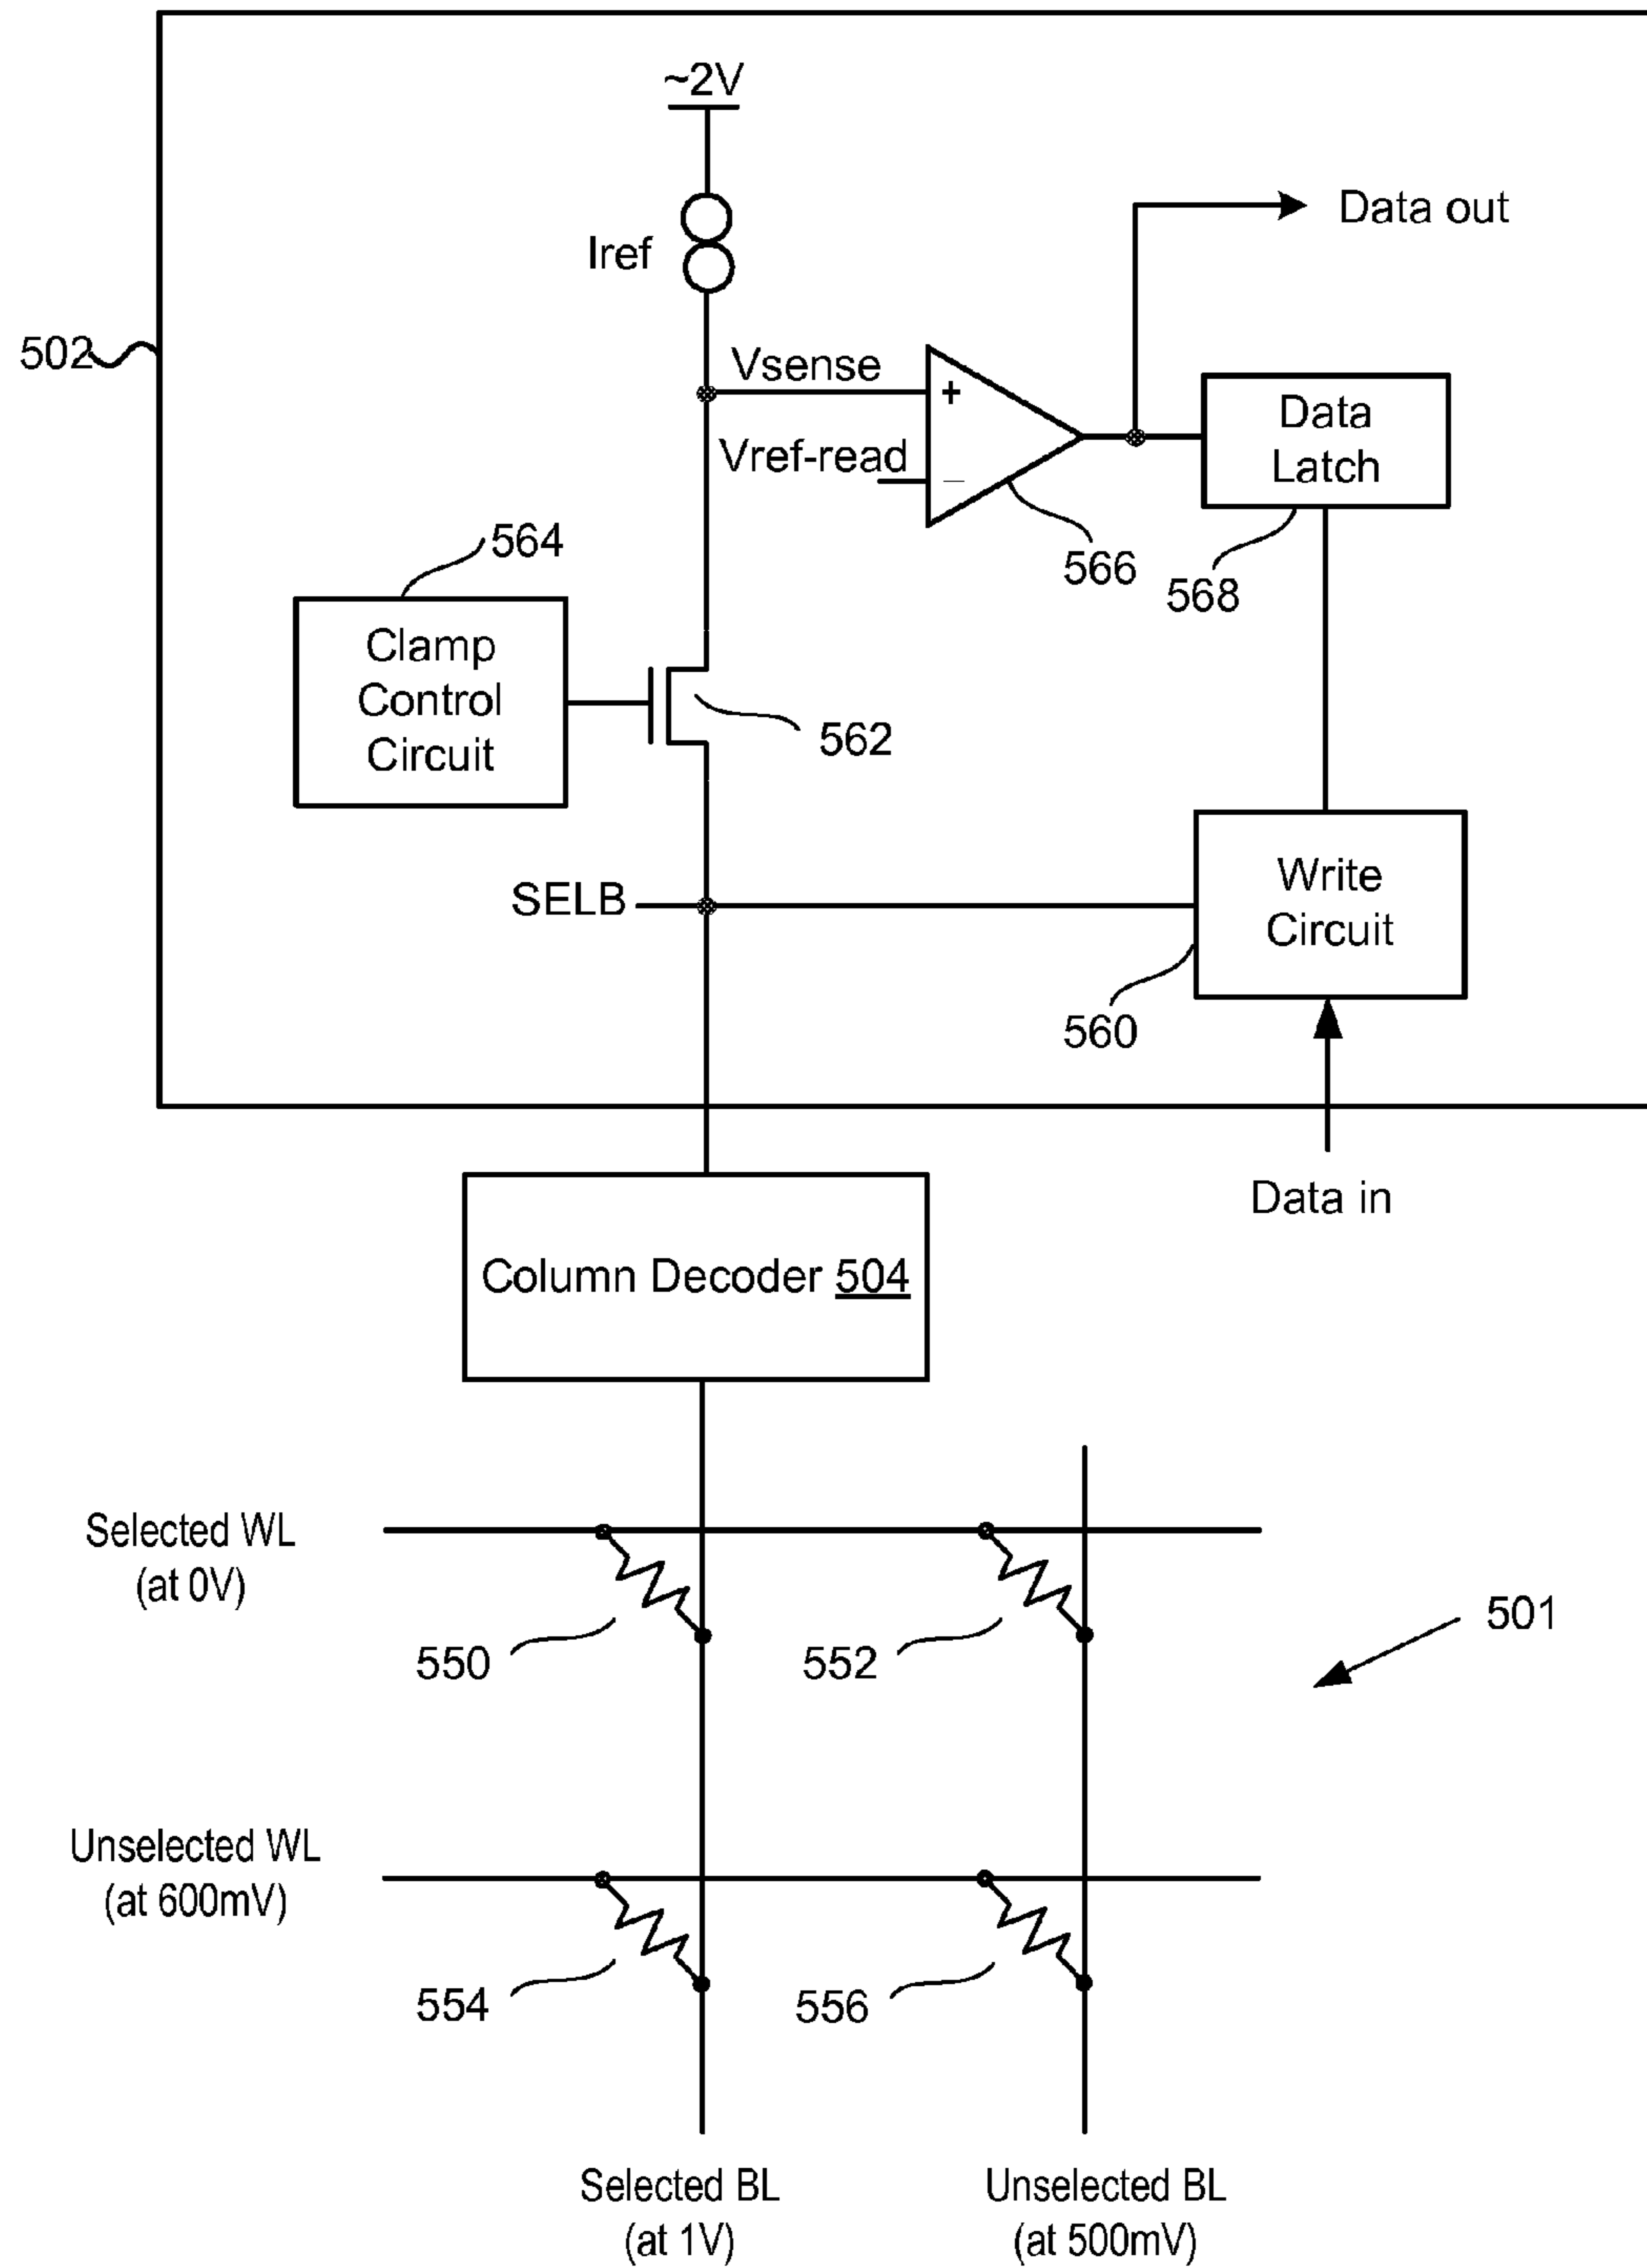 ~2V
Iref
Data out
502
Vsense
+
Vref-read
−
Data
Latch
566
568
564
Clamp
Control
Circuit
562
SELB
Write
Circuit
560
Data in
Column Decoder 504
Selected WL
(at 0V)
550
552
501
Unselected WL
(at 600mV)
554
556
Selected BL
(at 1V)
Unselected BL
(at 500mV)